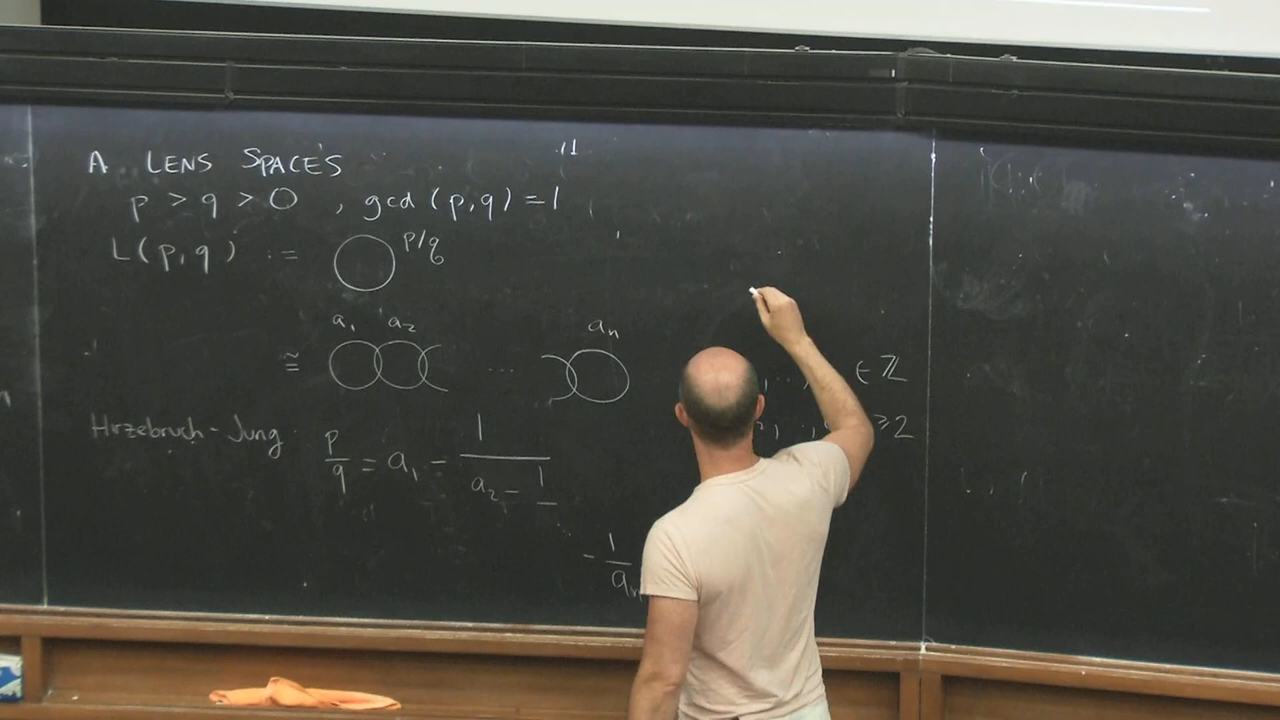 A. LENS SPACES
p > q > 0 , gcd (p,q) = 1
L(p,q) := p/q
a₁ a₂ aₙ
≅ ... , ... , ∈ ℤ
≥2
Hirzebruch-Jung p/q = a₁ - 1/(a₂ - 1/
- 1/aₙ